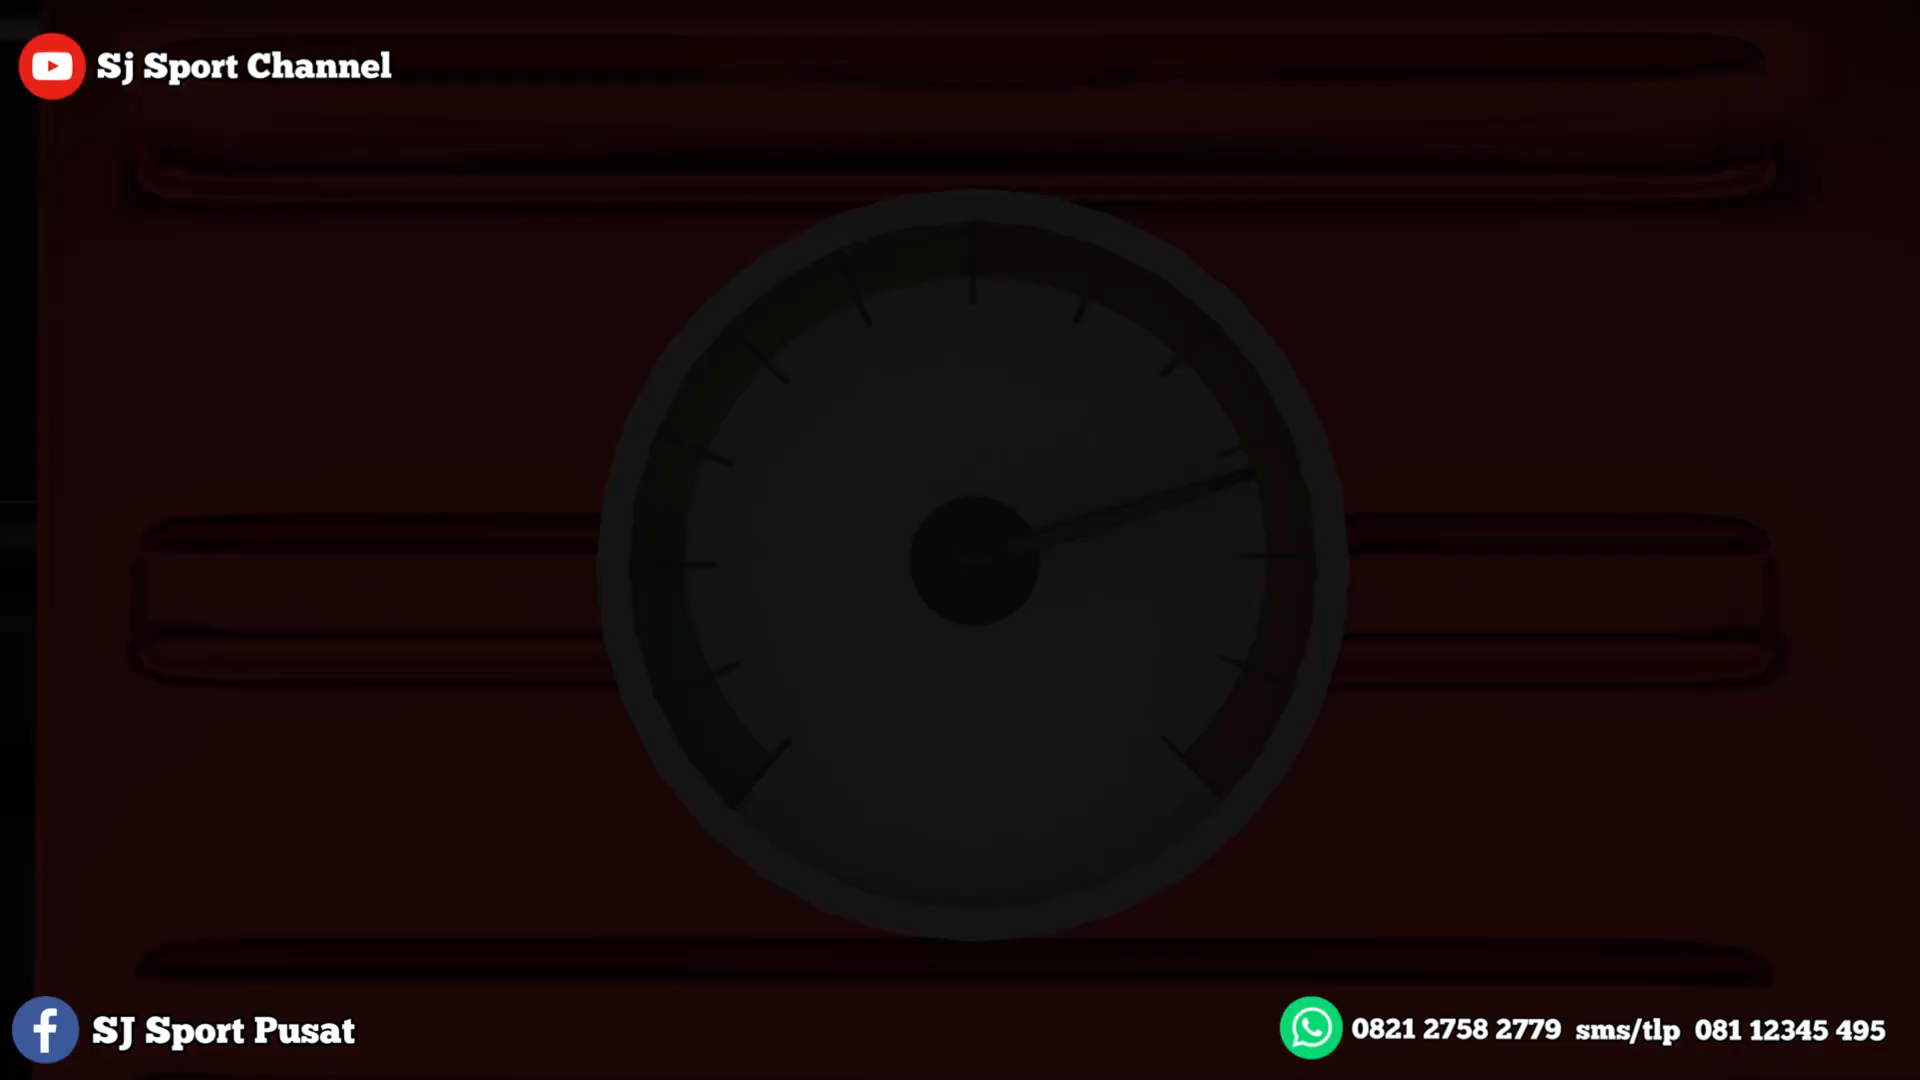 Sj Sport Channel
SJ Sport Pusat
0821 2758 2779 sms/tlp 081 12345 495